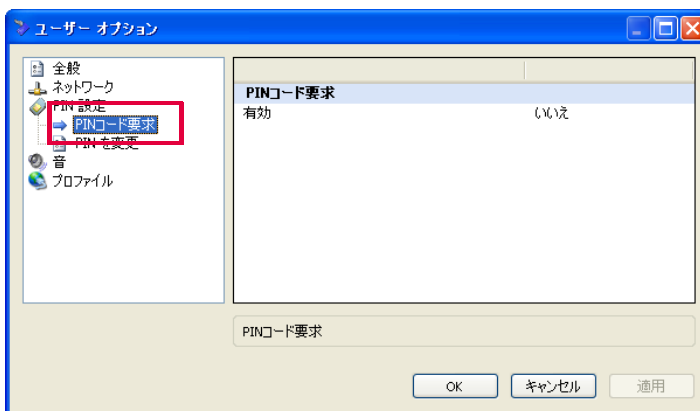 ユーザー オプション
全般
ネットワーク
PIN 設定
PINコード要求
PIN を変更
音
プロファイル
PINコード要求
有効 いいえ
PINコード要求
OK キャンセル 適用